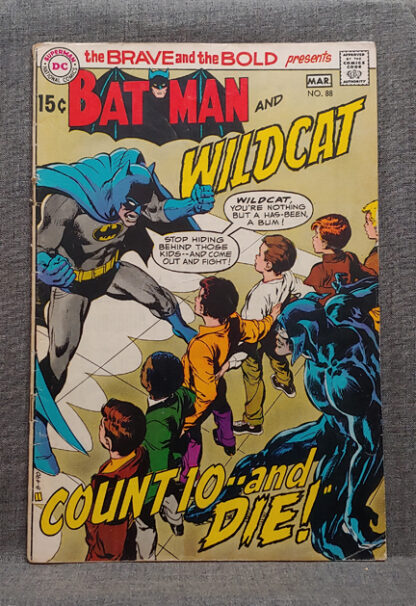 the BRAVE and the BOLD presents
SUPERMAN
DC
NATIONAL COMICS
APPROVED
BY THE
COMICS
CODE
AUTHORITY
15¢
BATMAN AND
MAR.
NO. 88
WILDCAT
WILDCAT,
YOU'RE NOTHING
BUT A HAS-BEEN,
A BUM!
STOP HIDING
BEHIND THOSE
KIDS--AND COME
OUT AND FIGHT!
COUNT 10--and
DIE!"